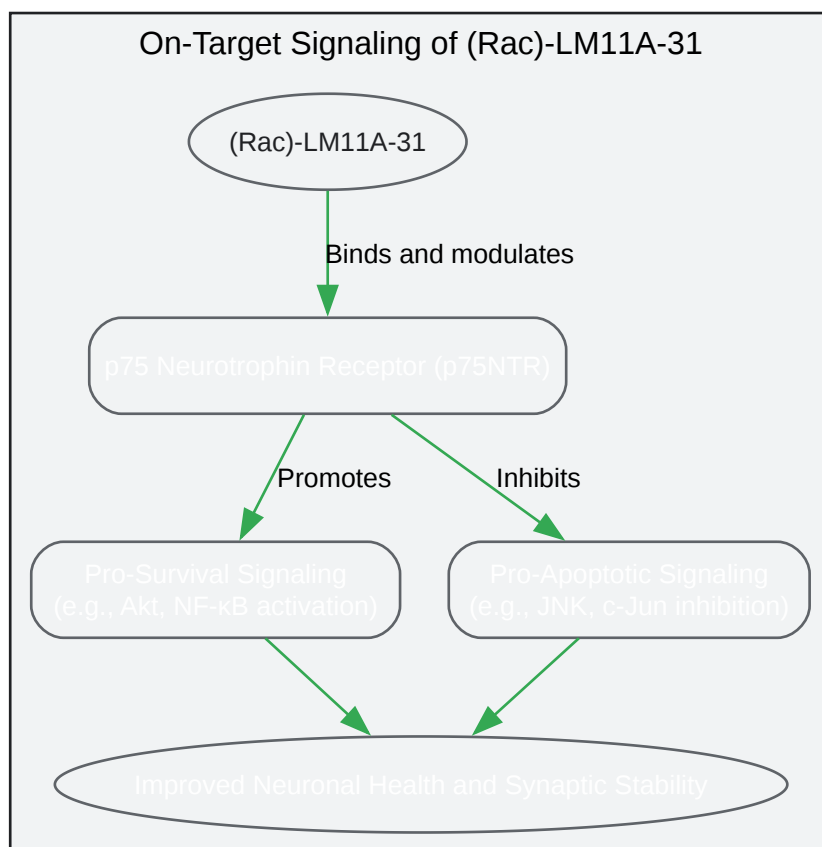 On-Target Signaling of (Rac)-LM11A-31
(Rac)-LM11A-31
Binds and modulates
p75 Neurotrophin Receptor (p75NTR)
Promotes
Inhibits
Pro-Survival Signaling
(e.g., Akt, NF-κB activation)
Pro-Apoptotic Signaling
(e.g., JNK, c-Jun inhibition)
Improved Neuronal Health and Synaptic Stability